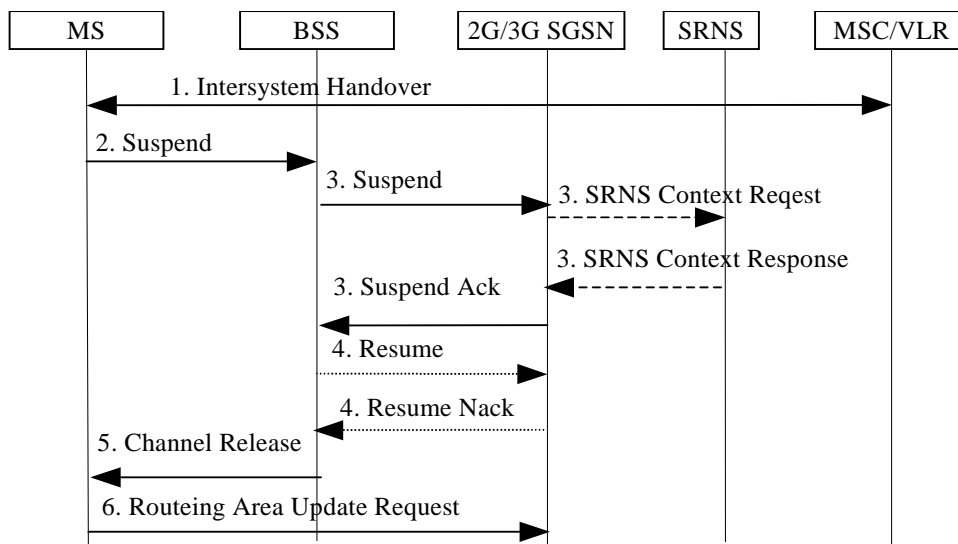 MS
BSS
2G/3G SGSN
SRNS
MSC/VLR
1. Intersystem Handover
2. Suspend
3. Suspend
3. SRNS Context Reqest
3. SRNS Context Response
3. Suspend Ack
4. Resume
4. Resume Nack
5. Channel Release
6. Routeing Area Update Request